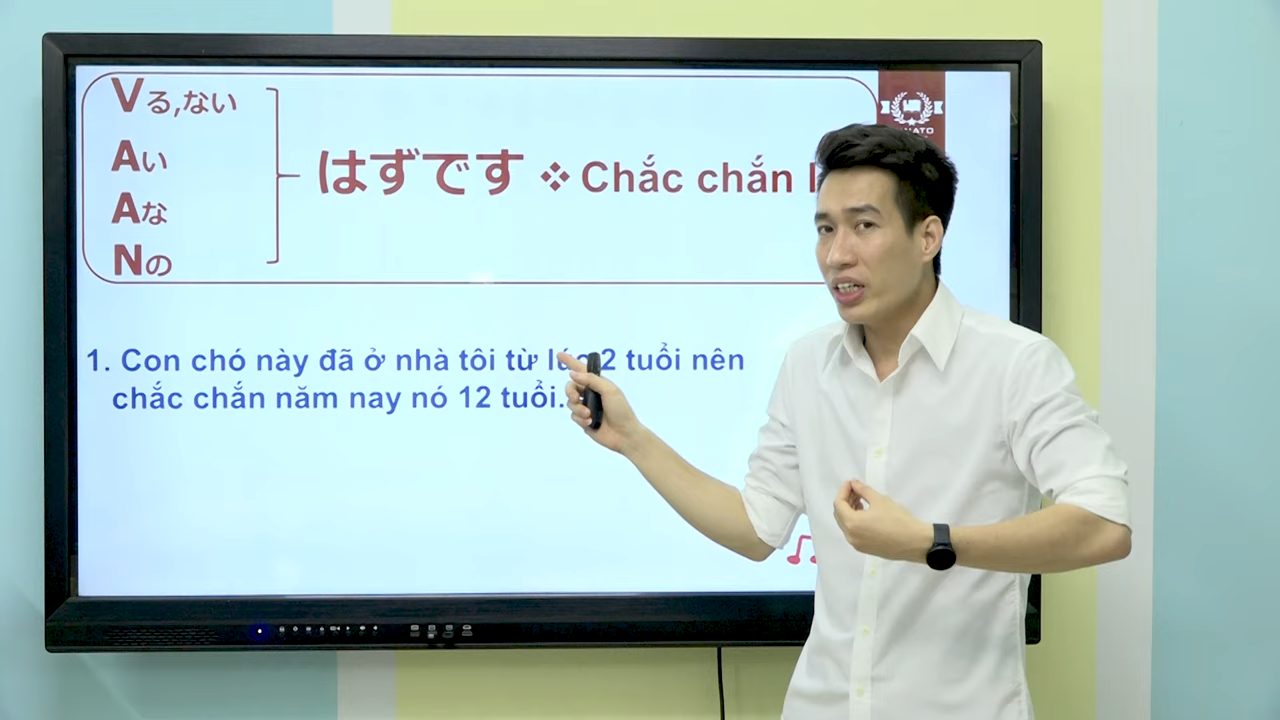 Vる,ない
Aい
Aな
Nの
はずです ❖ Chắc chắn
1. Con chó này đã ở nhà tôi từ 2 tuổi nên
chắc chắn năm nay nó 12 tuổi.